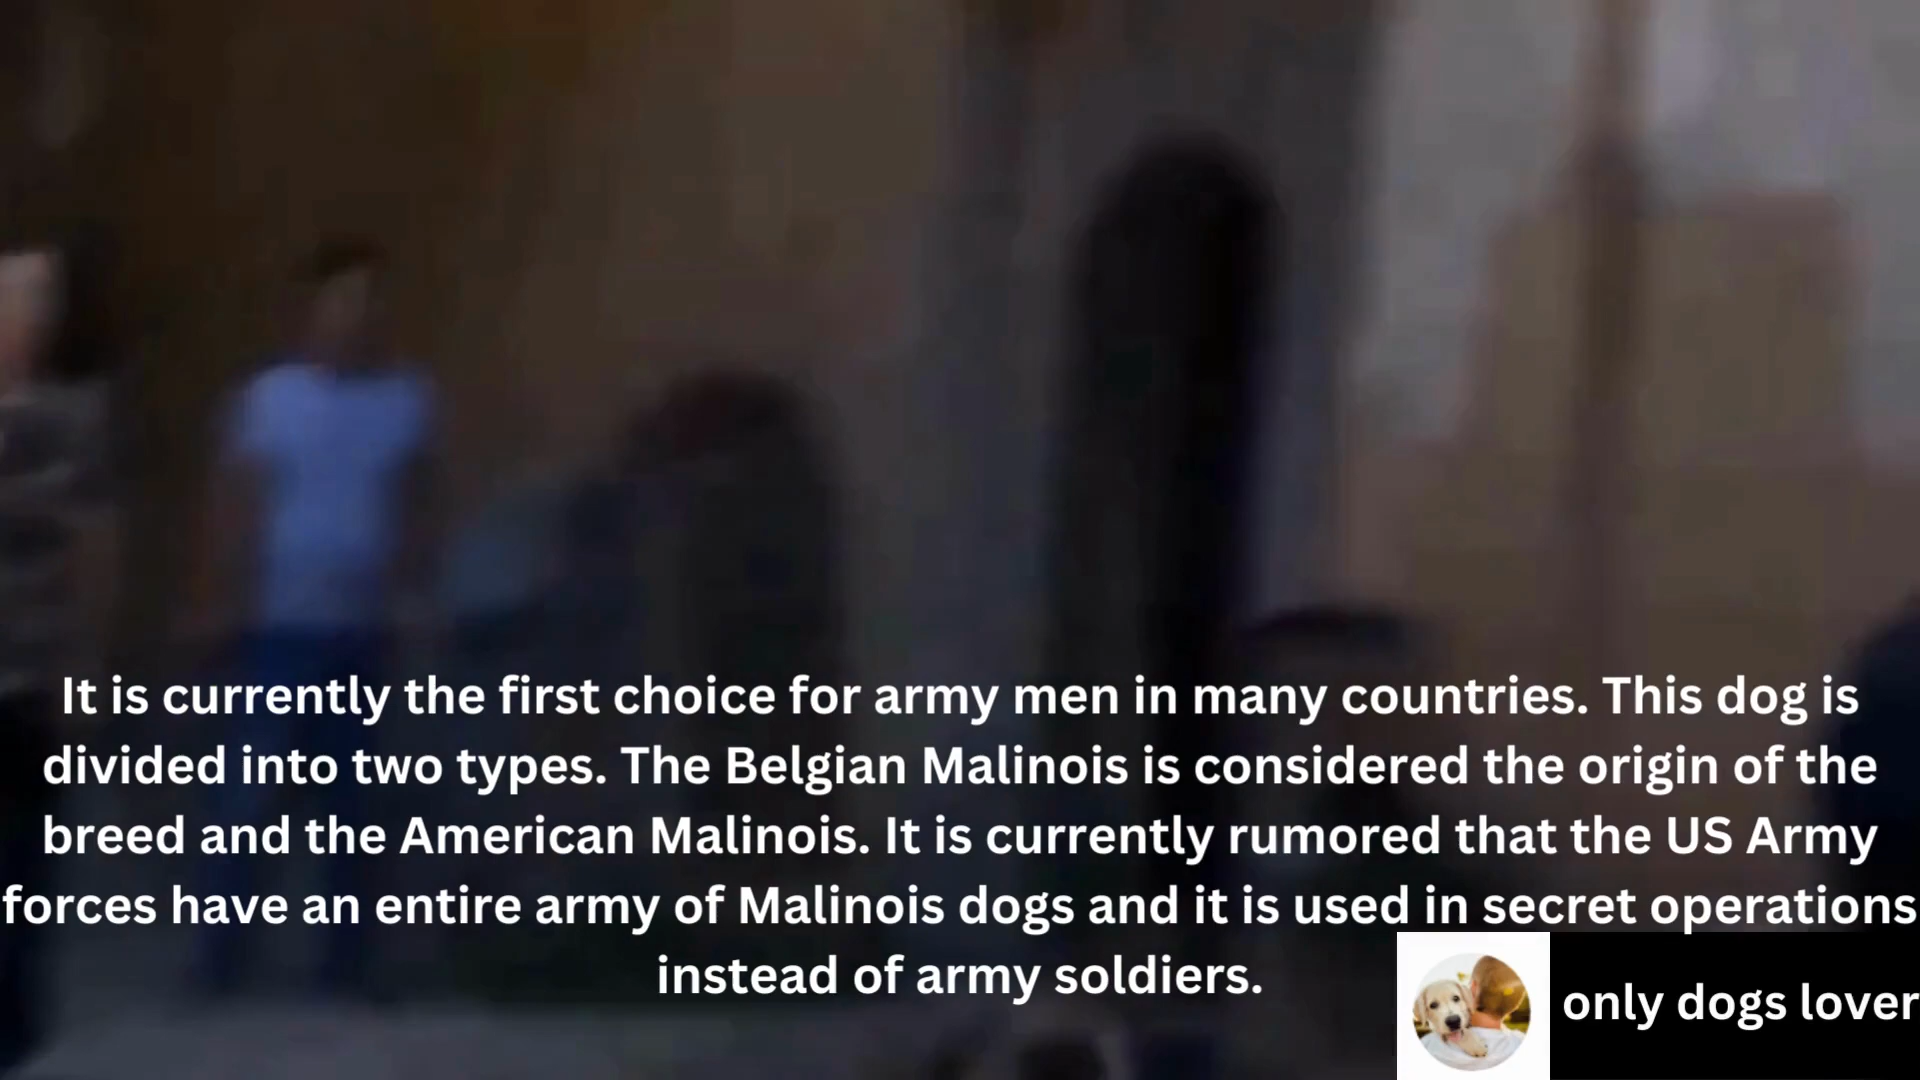 It is currently the first choice for army men in many countries. This dog is
divided into two types. The Belgian Malinois is considered the origin of the
breed and the American Malinois. It is currently rumored that the US Army
forces have an entire army of Malinois dogs and it is used in secret operations
instead of army soldiers.
only dogs lover